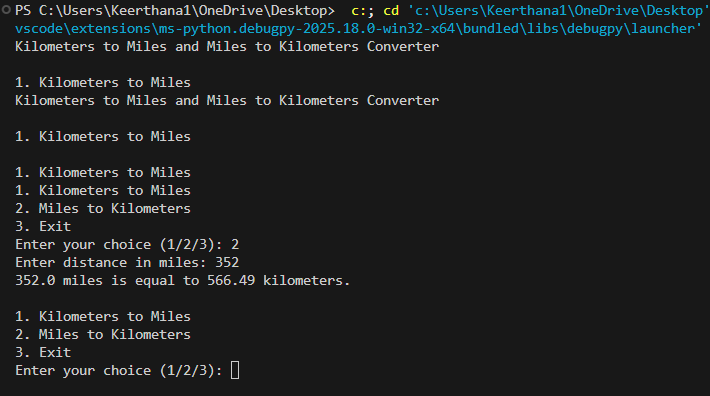 PS C:\Users\Keerthana1\OneDrive\Desktop>  c:; cd 'c:\Users\Keerthana1\OneDrive\Desktop'
vscode\extensions\ms-python.debugpy-2025.18.0-win32-x64\bundled\libs\debugpy\launcher'
Kilometers to Miles and Miles to Kilometers Converter
1. Kilometers to Miles
Kilometers to Miles and Miles to Kilometers Converter
1. Kilometers to Miles
1. Kilometers to Miles
1. Kilometers to Miles
2. Miles to Kilometers
3. Exit
Enter your choice (1/2/3): 2
Enter distance in miles: 352
352.0 miles is equal to 566.49 kilometers.
1. Kilometers to Miles
2. Miles to Kilometers
3. Exit
Enter your choice (1/2/3):